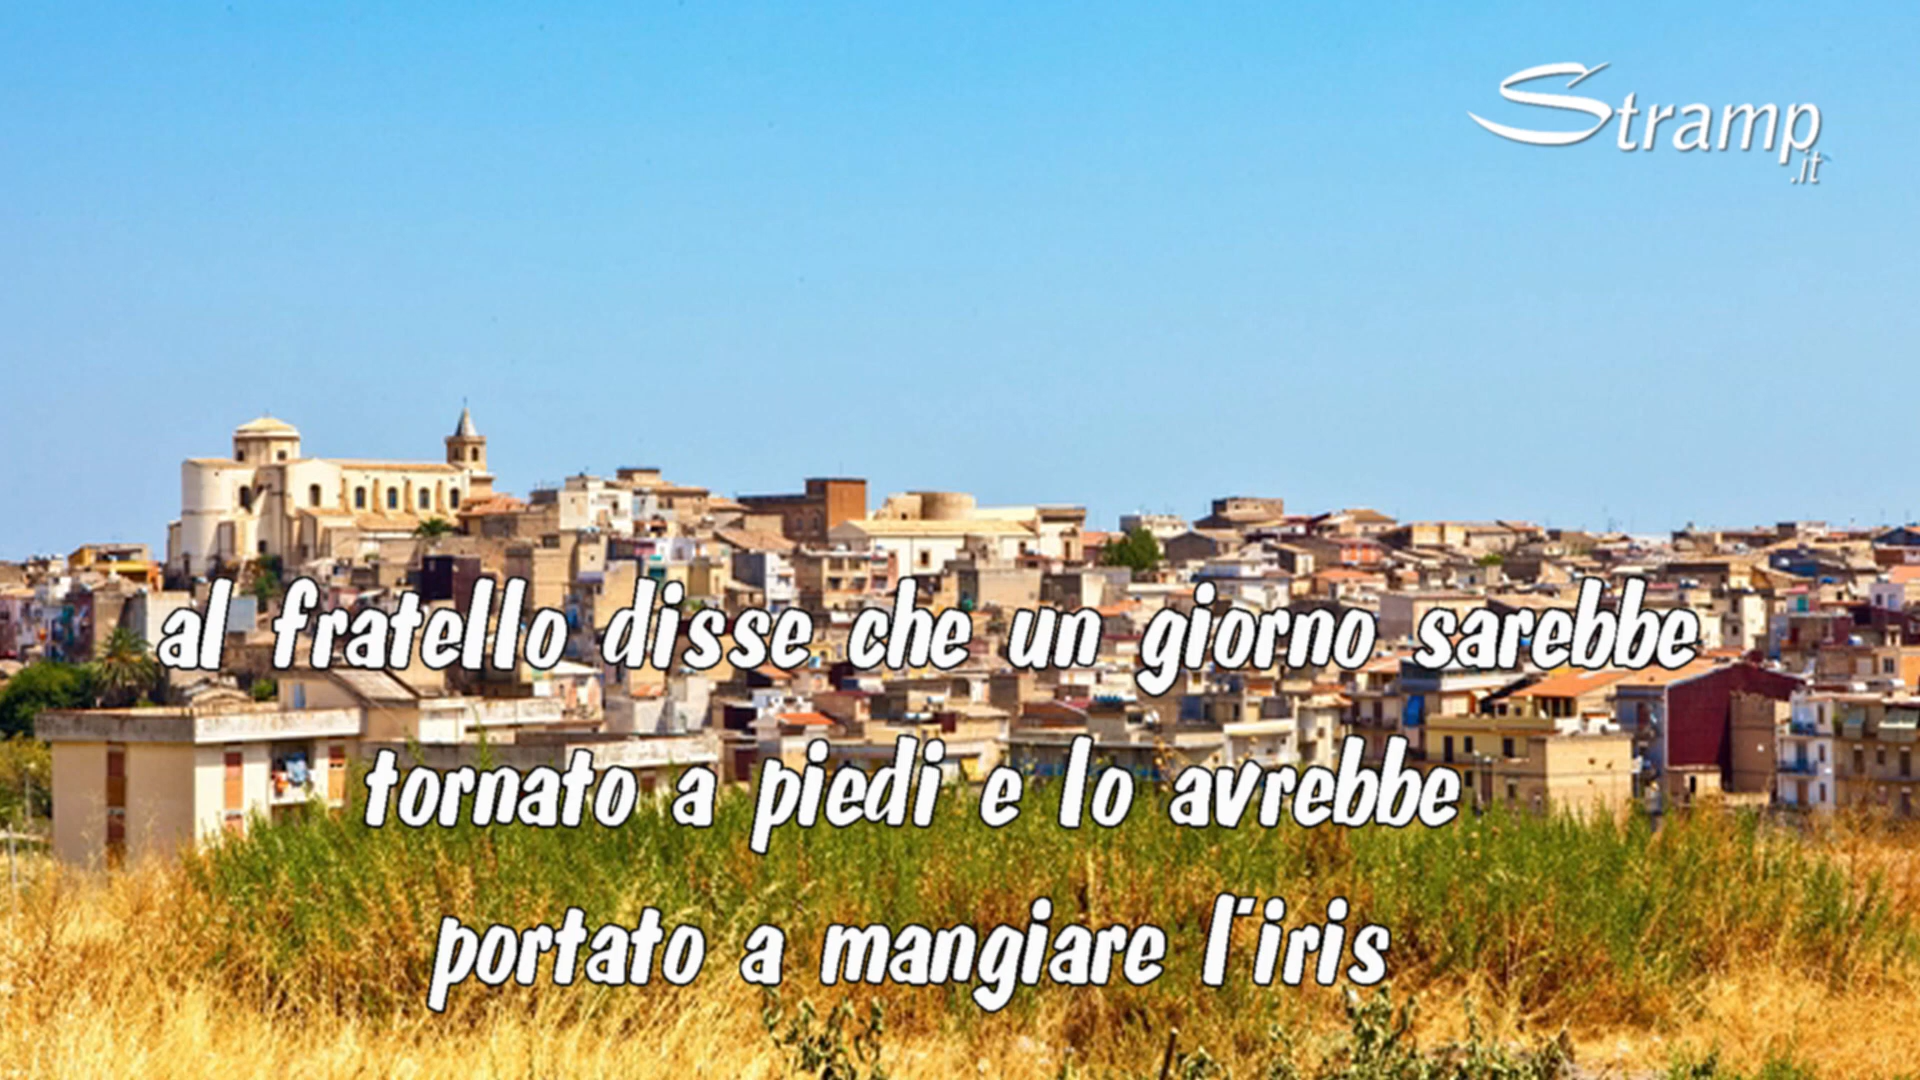 Stramp
.it
al fratello disse che un giorno sarebbe
tornato a piedi e lo avrebbe
portato a mangiare l'iris